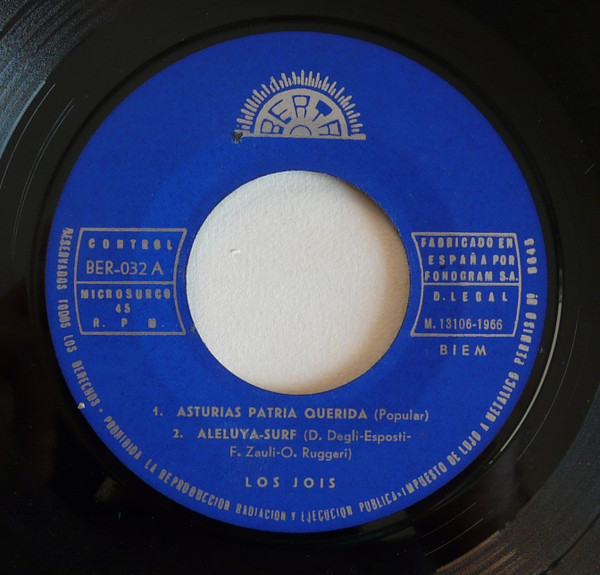 BERTA
CONTROL
BER-032 A
MICROSURCO
45
R. P. M.
FABRICADO EN
ESPAÑA POR
FONOGRAM S.A.
D. LEGAL
M. 13106-1966
BIEM
1. ASTURIAS PATRIA QUERIDA (Popular)
2. ALELUYA-SURF (D. Degli-Esposti-
F. Zauli-O. Ruggeri)
LOS JOIS
RESERVADOS TODOS LOS DERECHOS · PROHIBIDA LA REPRODUCCION RADIACION Y EJECUCION PUBLICA-IMPUESTO DE LUJO A METALICO PERMISO Nº